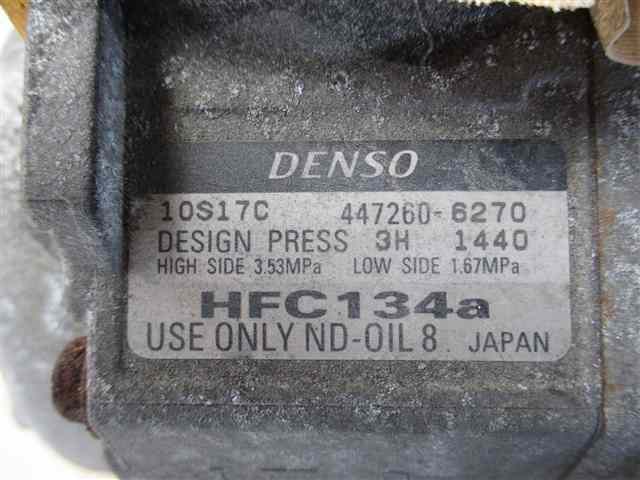 DENSO
10S17C 447260-6270
DESIGN PRESS 3H 1440
HIGH SIDE 3.53MPa LOW SIDE 1.67MPa
HFC134a
USE ONLY ND-OIL 8 JAPAN